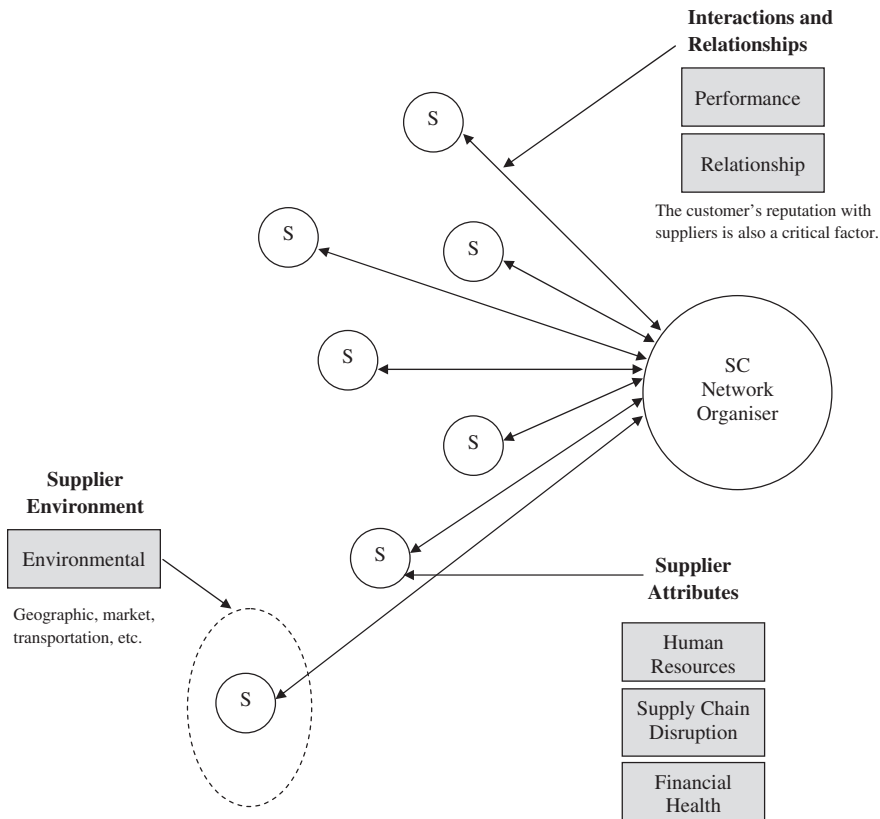 Interactions and
Relationships
Performance
Relationship
The customer's reputation with
suppliers is also a critical factor.
S
S
S
S
S
S
S
SC
Network
Organiser
Supplier
Environment
Environmental
Geographic, market,
transportation, etc.
Supplier
Attributes
Human
Resources
Supply Chain
Disruption
Financial
Health